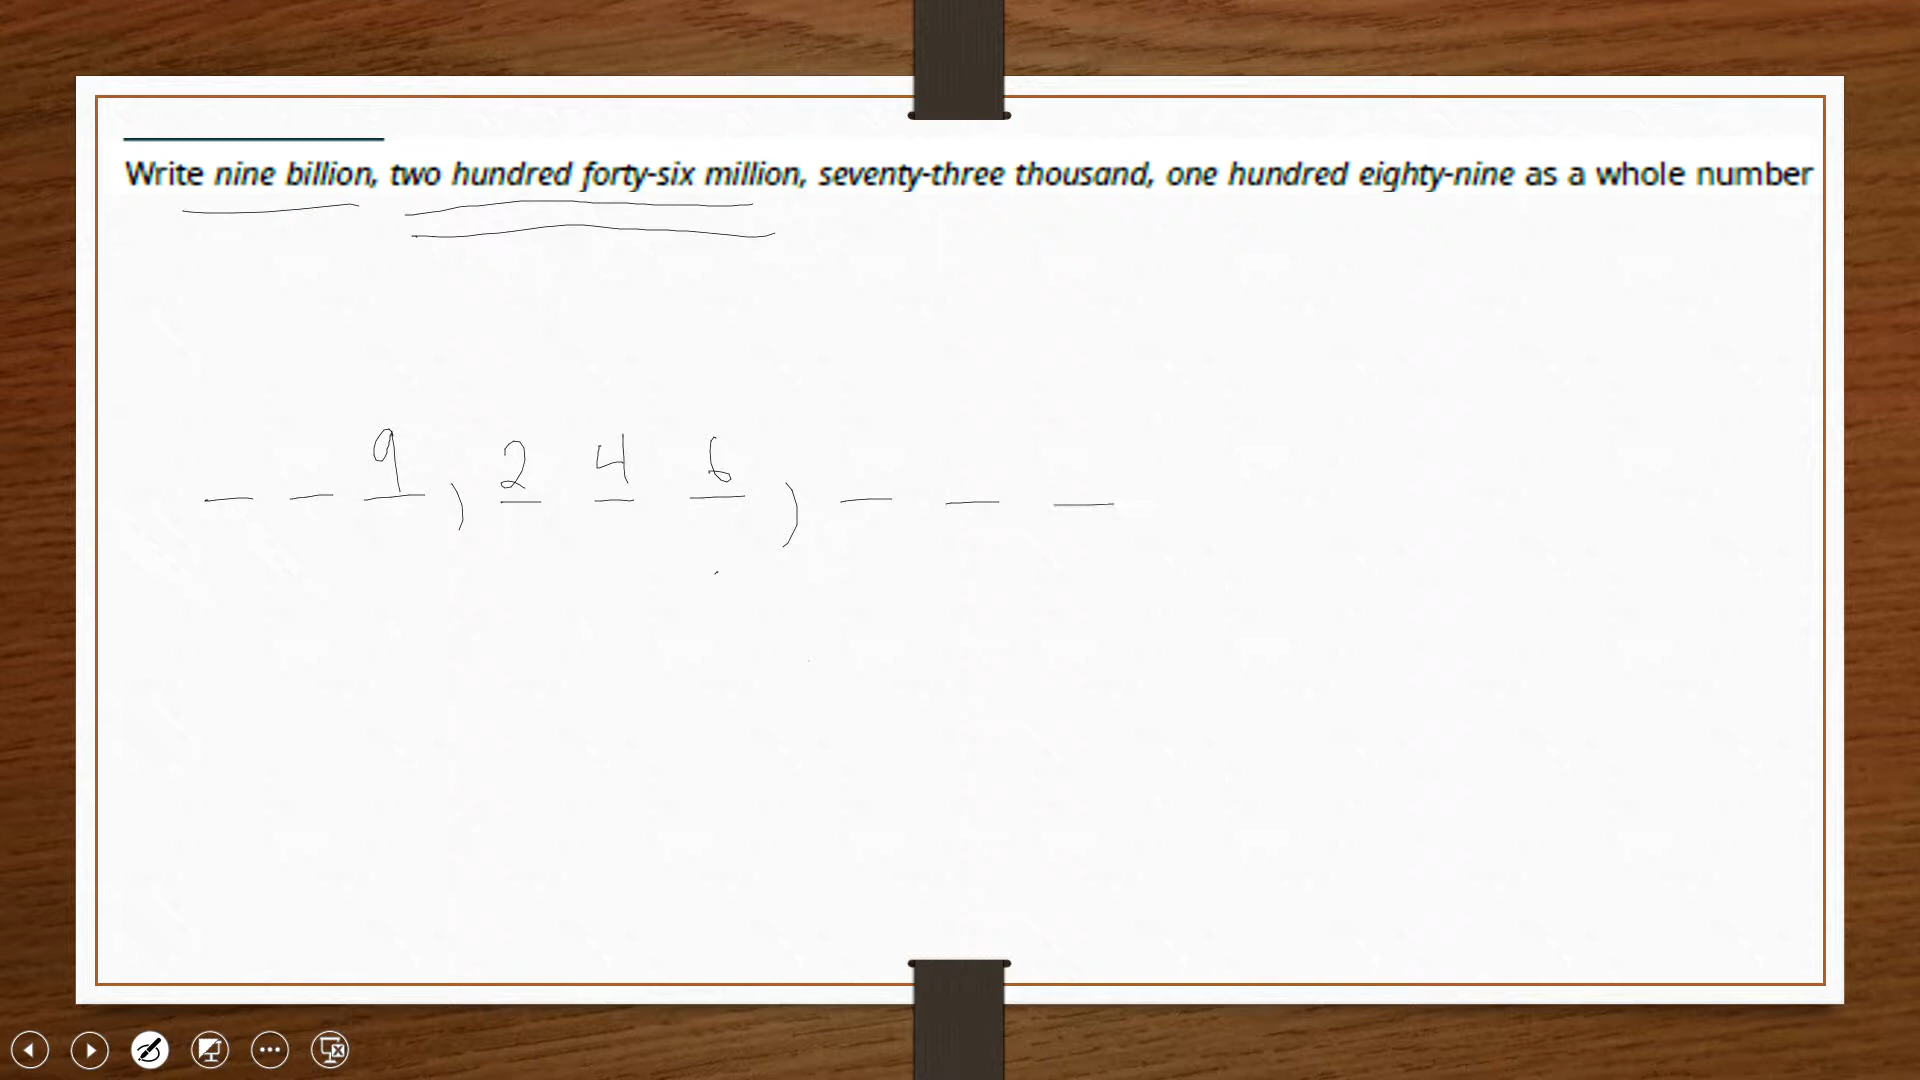 Write nine billion, two hundred forty-six million, seventy-three thousand, one hundred eighty-nine as a whole number
_ _ 9, 2 4 6, _ _ _